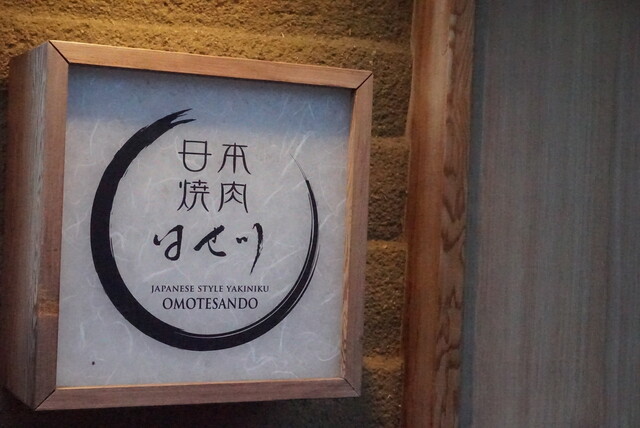 日本
焼肉
はせ川
JAPANESE STYLE YAKINIKU
OMOTESANDO